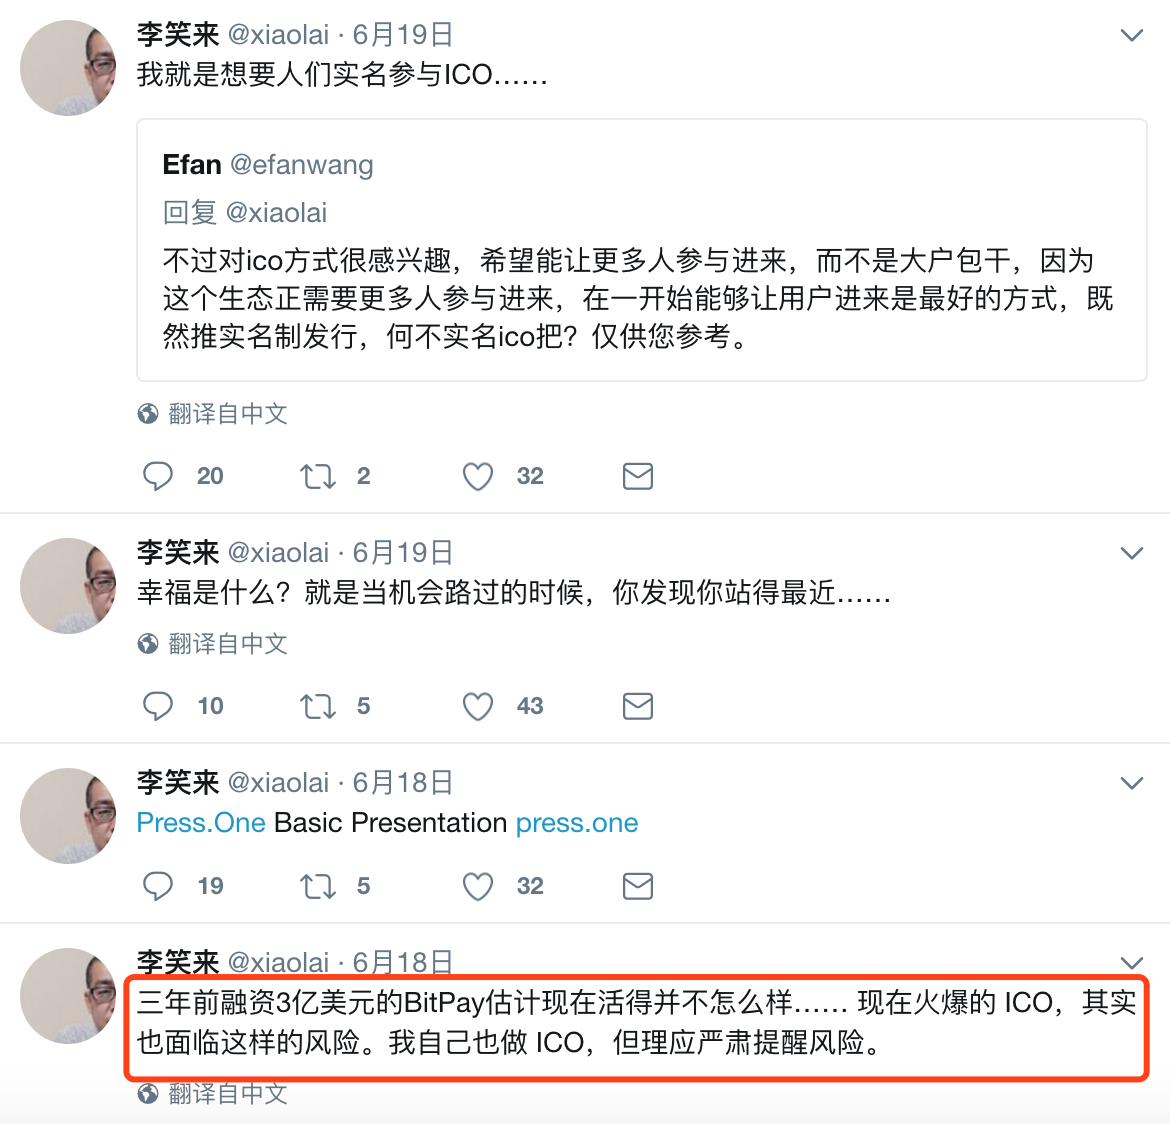 李笑来 @xiaolai · 6月19日
我就是想要人们实名参与ICO……
Efan @efanwang
回复 @xiaolai
不过对ico方式很感兴趣，希望能让更多人参与进来，而不是大户包干，因为
这个生态正需要更多人参与进来，在一开始能够让用户进来是最好的方式，既
然推实名制发行，何不实名ico把？仅供您参考。
翻译自中文
20 2 32
李笑来 @xiaolai · 6月19日
幸福是什么？就是当机会路过的时候，你发现你站得最近……
翻译自中文
10 5 43
李笑来 @xiaolai · 6月18日
Press.One Basic Presentation press.one
19 5 32
李笑来 @xiaolai · 6月18日
三年前融资3亿美元的BitPay估计现在活得并不怎么样…… 现在火爆的 ICO，其实
也面临这样的风险。我自己也做 ICO，但理应严肃提醒风险。
翻译自中文